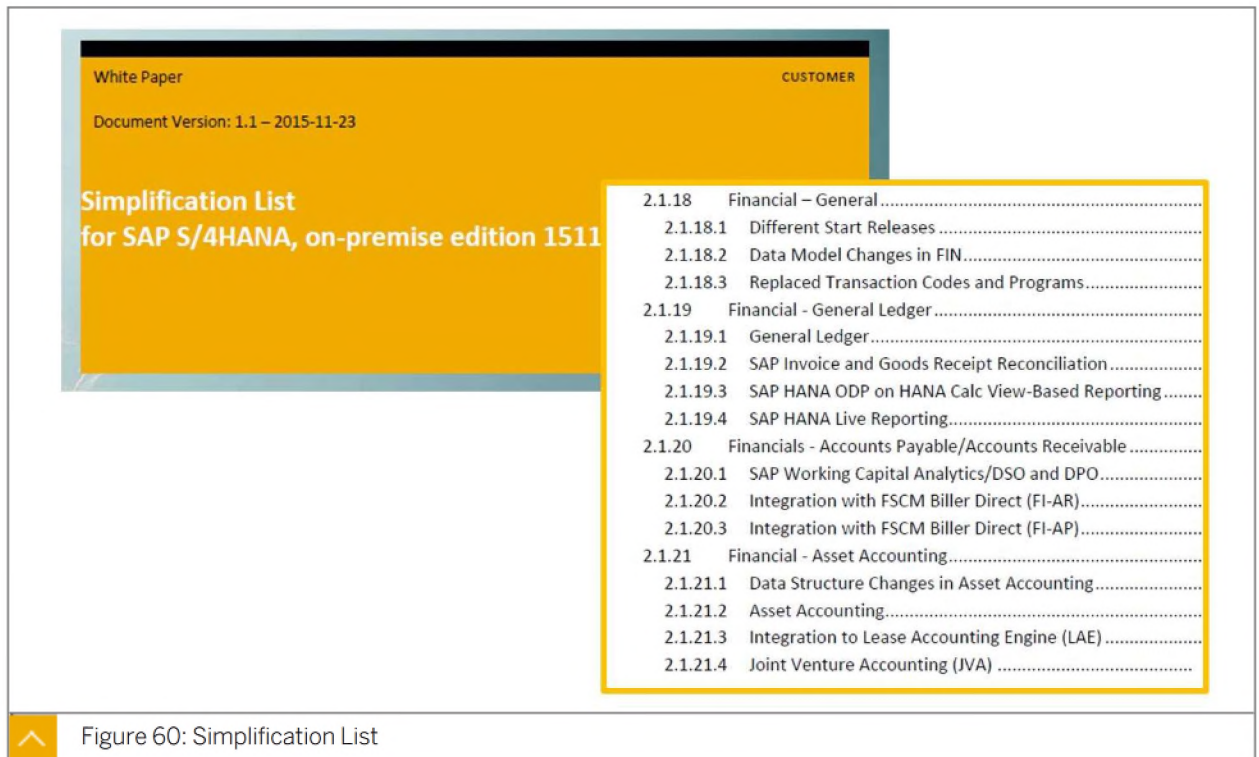 White Paper
CUSTOMER
Document Version: 1.1 – 2015-11-23
Simplification List
for SAP S/4HANA, on-premise edition 1511
2.1.18 Financial – General
2.1.18.1 Different Start Releases
2.1.18.2 Data Model Changes in FIN
2.1.18.3 Replaced Transaction Codes and Programs
2.1.19 Financial - General Ledger
2.1.19.1 General Ledger
2.1.19.2 SAP Invoice and Goods Receipt Reconciliation
2.1.19.3 SAP HANA ODP on HANA Calc View-Based Reporting
2.1.19.4 SAP HANA Live Reporting
2.1.20 Financials - Accounts Payable/Accounts Receivable
2.1.20.1 SAP Working Capital Analytics/DSO and DPO
2.1.20.2 Integration with FSCM Biller Direct (FI-AR)
2.1.20.3 Integration with FSCM Biller Direct (FI-AP)
2.1.21 Financial - Asset Accounting
2.1.21.1 Data Structure Changes in Asset Accounting
2.1.21.2 Asset Accounting
2.1.21.3 Integration to Lease Accounting Engine (LAE)
2.1.21.4 Joint Venture Accounting (JVA)
Figure 60: Simplification List